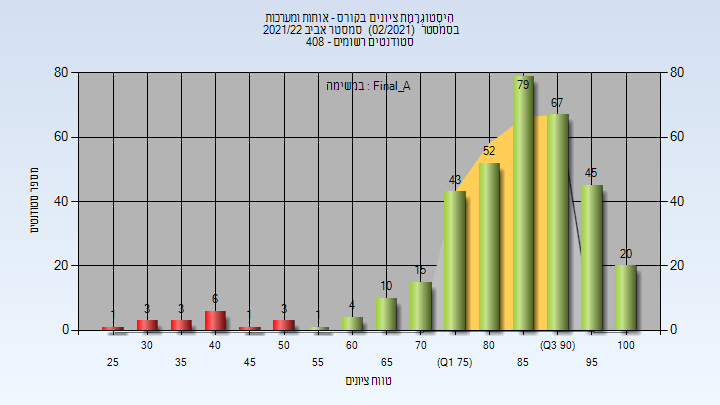 הִיסְטוֹגְרָמַת ציונים בקורס - אותות ומערכות
בסמסטר (02/2021) סמסטר אביב 2021/22
סטודנטים רשומים - 408
במשימה : Final_A
מספר סטודנטים
80
60
40
20
0
80
60
40
20
0
1 3 3 6 1 3 1 4 10 15 43 52 79 67 45 20
25 30 35 40 45 50 55 60 65 70 (Q1 75) 80 85 (Q3 90) 95 100
טווח ציונים